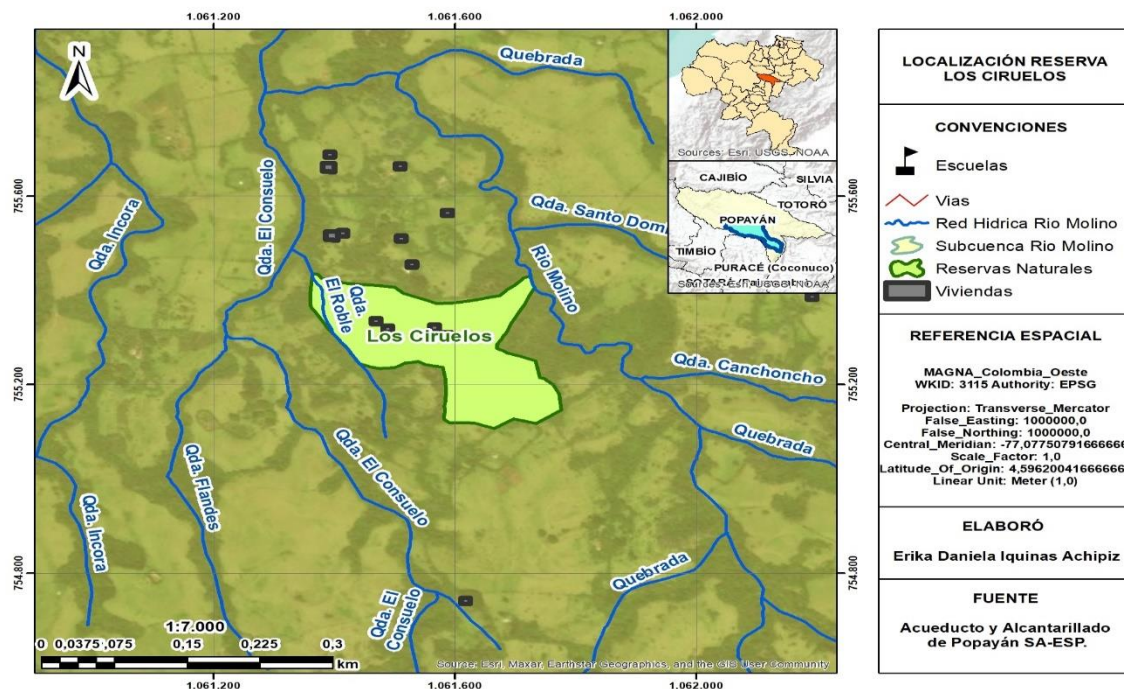 1.061.200 1.061.600 1.062.000
N
Quebrada
Sources: Esri, USGS, NOAA
CAJIBÍO
SILVIA
TOTORÓ
POPAYÁN
TIMBÍO
PURACÉ (Coconuco)
Sources: Esri, USGS, NOAA
755.600
755.600
Qda. Incora
Qda. El Consuelo
Qda. Santo Dom
Rio Molino
Qda.
El Roble
Los Ciruelos
755.200
755.200
Qda. Canchoncho
Quebrada
Qda. El Consuelo
Qda. Flandes
Qda. Incora
754.800
754.800
Quebrada
Qda. El
Consuelo
1:7.000
0 0,0375 0,075 0,15 0,225 0,3
km
Source: Esri, Maxar, Earthstar Geographics, and the GIS User Community
1.061.200 1.061.600 1.062.000
LOCALIZACIÓN RESERVA
LOS CIRUELOS
CONVENCIONES
Escuelas
Vias
Red Hidrica Rio Molino
Subcuenca Rio Molino
Reservas Naturales
Viviendas
REFERENCIA ESPACIAL
MAGNA_Colombia_Oeste
WKID: 3115 Authority: EPSG
Projection: Transverse_Mercator
False_Easting: 1000000,0
False_Northing: 1000000,0
Central_Meridian: -77,07750791666666
Scale_Factor: 1,0
Latitude_Of_Origin: 4,59620041666666
Linear Unit: Meter (1,0)
ELABORÓ
Erika Daniela Iquinas Achipiz
FUENTE
Acueducto y Alcantarillado
de Popayán SA-ESP.